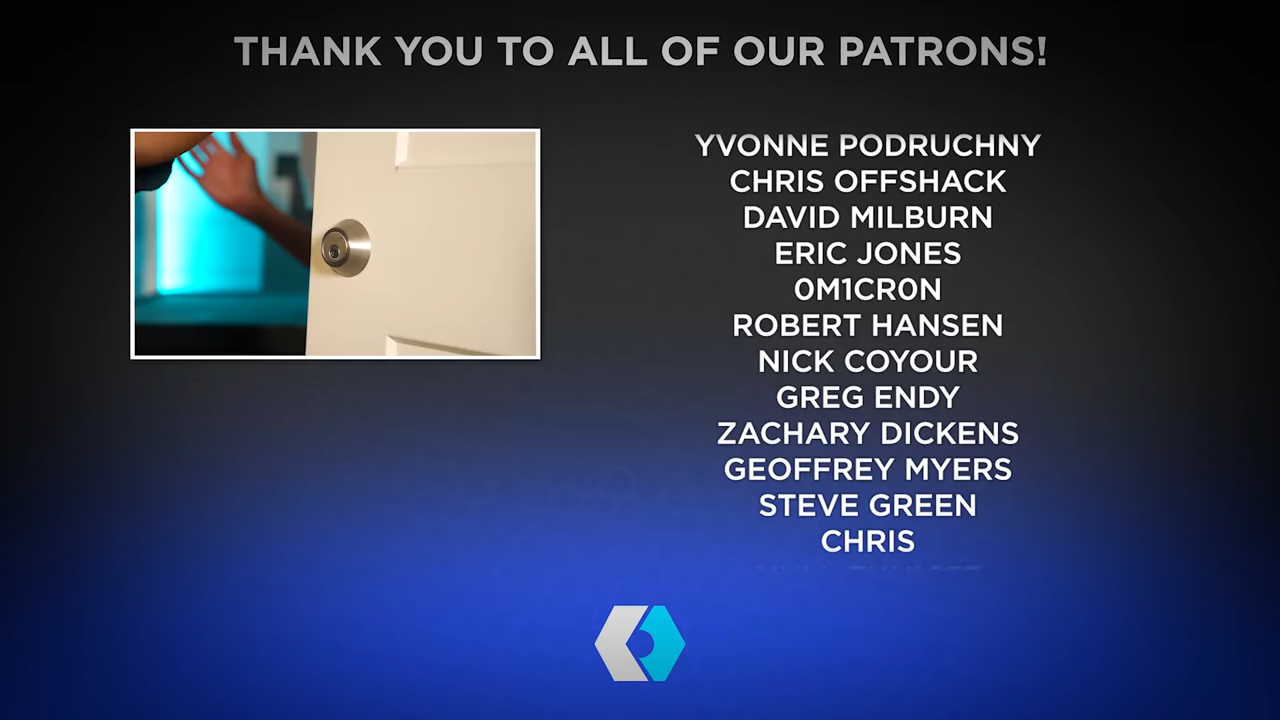 THANK YOU TO ALL OF OUR PATRONS!
YVONNE PODRUCHNY
CHRIS OFFSHACK
DAVID MILBURN
ERIC JONES
0M1CR0N
ROBERT HANSEN
NICK COYOUR
GREG ENDY
ZACHARY DICKENS
GEOFFREY MYERS
STEVE GREEN
CHRIS